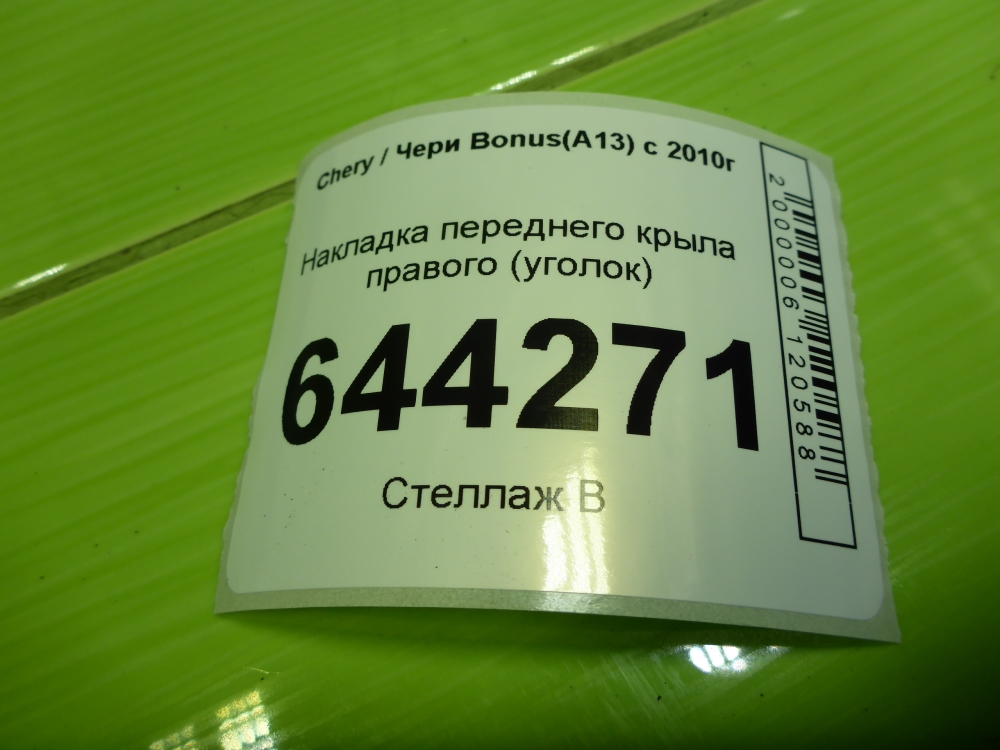 Chery / Чери Bonus(A13) с 2010г
Накладка переднего крыла
правого (уголок)
644271
Стеллаж В
2000006120588